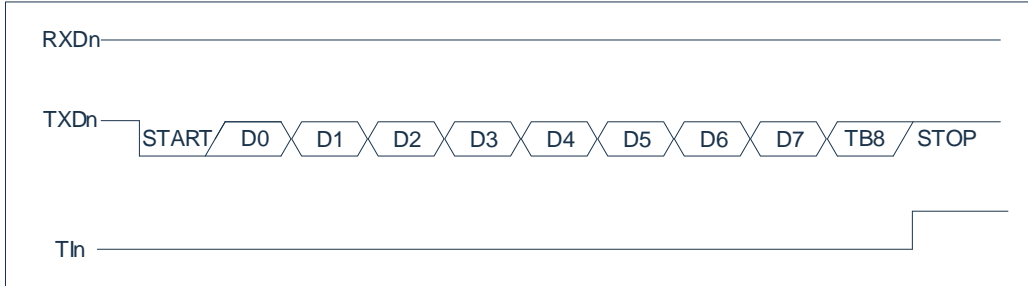 RXDn
TXDn
START D0 D1 D2 D3 D4 D5 D6 D7 TB8 STOP
TIn